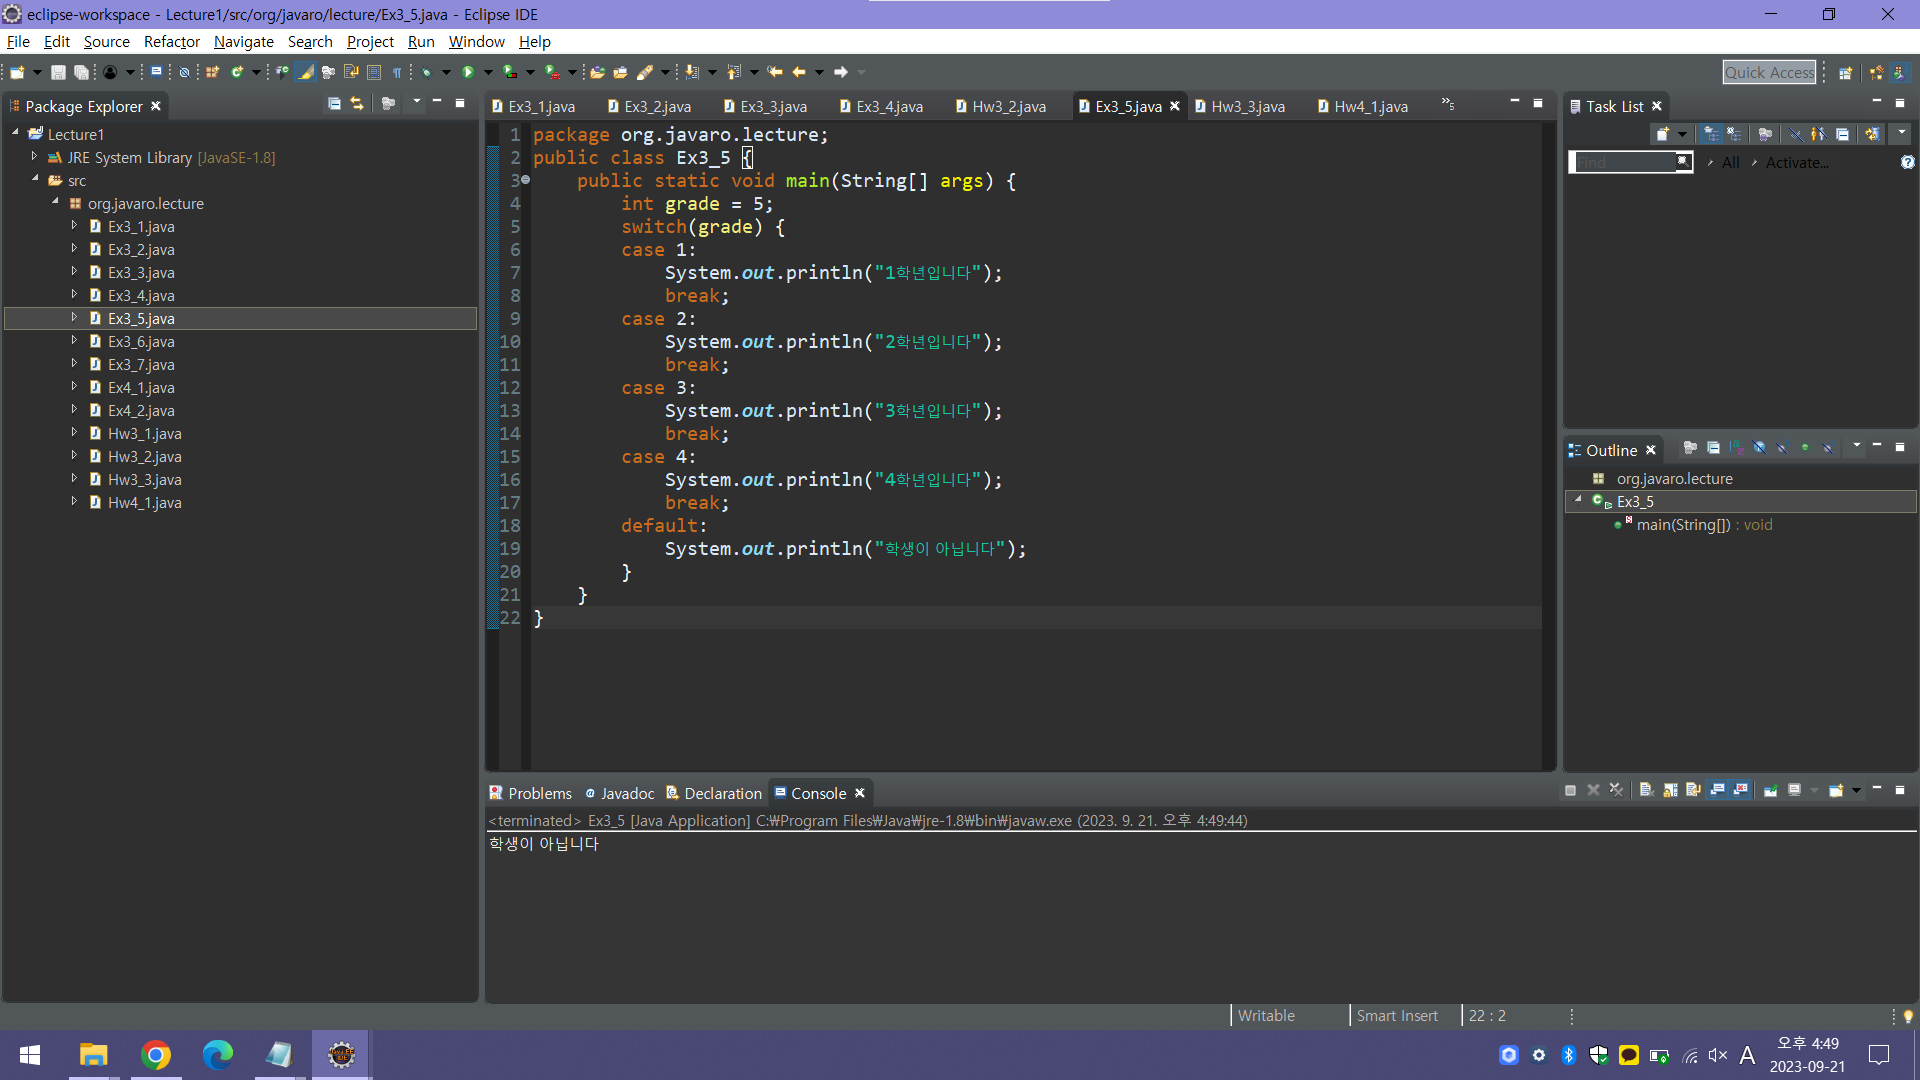 eclipse-workspace - Lecture1/src/org/javaro/lecture/Ex3_5.java - Eclipse IDE
File Edit Source Refactor Navigate Search Project Run Window Help
Quick Access
Package Explorer
Lecture1
JRE System Library [JavaSE-1.8]
src
org.javaro.lecture
Ex3_1.java
Ex3_2.java
Ex3_3.java
Ex3_4.java
Ex3_5.java
Ex3_6.java
Ex3_7.java
Ex4_1.java
Ex4_2.java
Hw3_1.java
Hw3_2.java
Hw3_3.java
Hw4_1.java
Ex3_1.java Ex3_2.java Ex3_3.java Ex3_4.java Hw3_2.java Ex3_5.java Hw3_3.java Hw4_1.java »5
1 package org.javaro.lecture;
2 public class Ex3_5 {
3 public static void main(String[] args) {
4 int grade = 5;
5 switch(grade) {
6 case 1:
7 System.out.println("1학년입니다");
8 break;
9 case 2:
10 System.out.println("2학년입니다");
11 break;
12 case 3:
13 System.out.println("3학년입니다");
14 break;
15 case 4:
16 System.out.println("4학년입니다");
17 break;
18 default:
19 System.out.println("학생이 아닙니다");
20 }
21 }
22 }
Task List
Find All Activate...
Outline
org.javaro.lecture
Ex3_5
main(String[]) : void
Problems Javadoc Declaration Console
<terminated> Ex3_5 [Java Application] C:₩Program Files₩Java₩jre-1.8₩bin₩javaw.exe (2023. 9. 21. 오후 4:49:44)
학생이 아닙니다
Writable Smart Insert 22 : 2
A
오후 4:49
2023-09-21